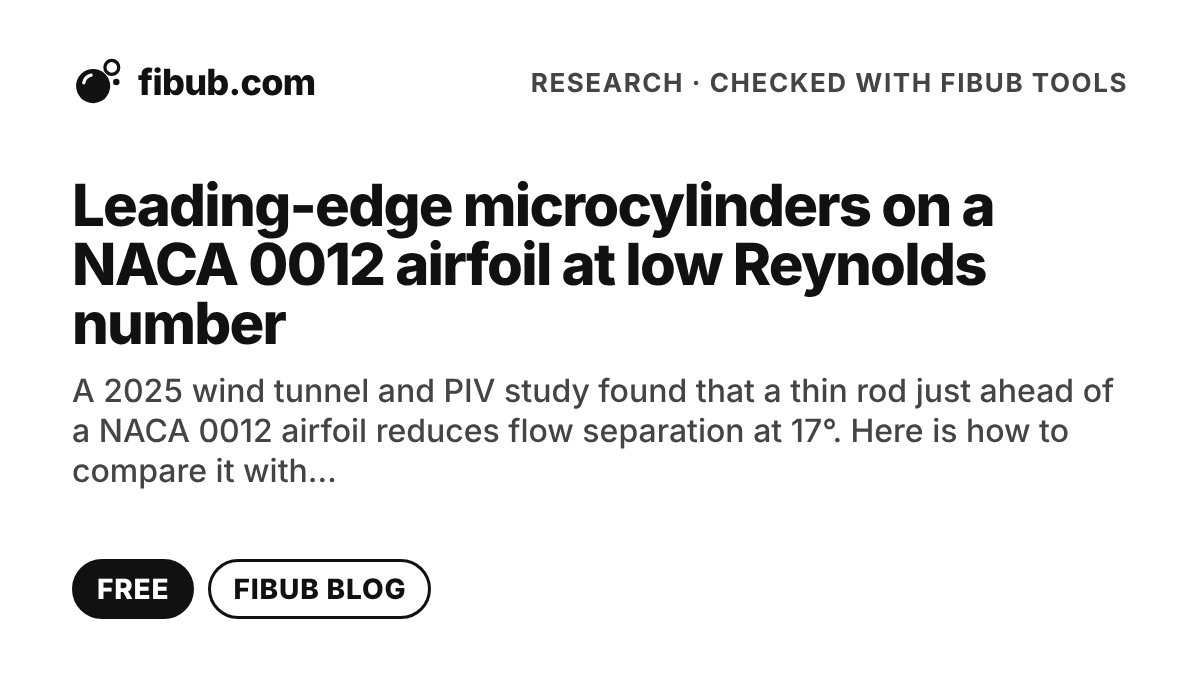 fibub.com
RESEARCH · CHECKED WITH FIBUB TOOLS
Leading-edge microcylinders on a
NACA 0012 airfoil at low Reynolds
number
A 2025 wind tunnel and PIV study found that a thin rod just ahead of
a NACA 0012 airfoil reduces flow separation at 17°. Here is how to
compare it with...
FREE
FIBUB BLOG